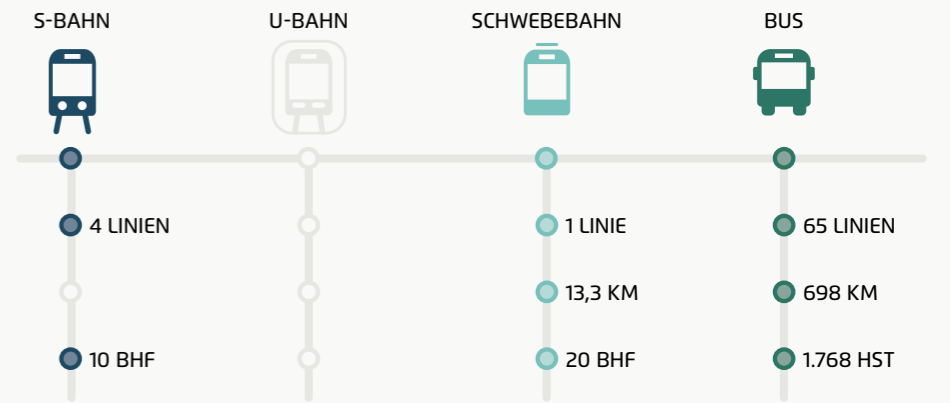 S-BAHN
U-BAHN
SCHWEBEBAHN
BUS
4 LINIEN
1 LINIE
65 LINIEN
13,3 KM
698 KM
10 BHF
20 BHF
1.768 HST